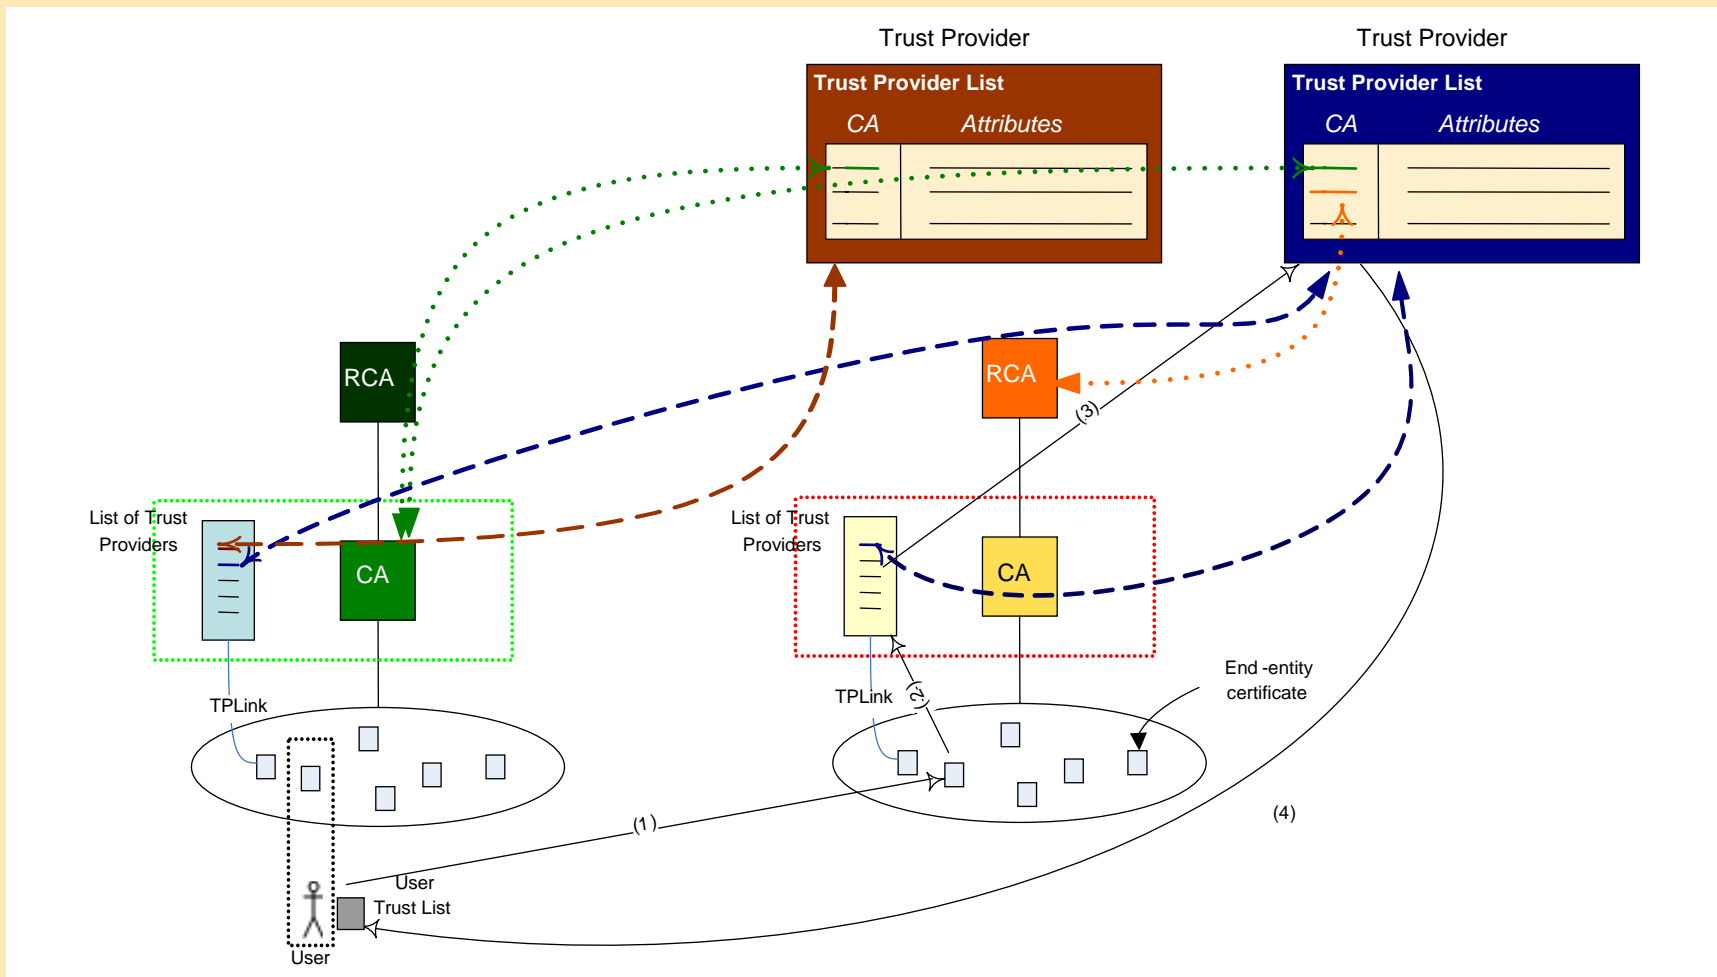 Trust Provider
Trust Provider
Trust Provider List
Trust Provider List
CA
Attributes
CA
Attributes
RCA
RCA
(3)
List of Trust
Providers
List of Trust
Providers
CA
CA
TPLink
TPLink
(2)
End -entity
certificate
(1)
(4)
User
Trust List
User